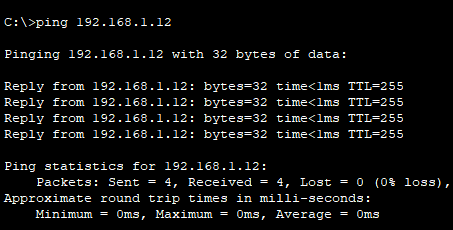 C:\>ping 192.168.1.12
Pinging 192.168.1.12 with 32 bytes of data:
Reply from 192.168.1.12: bytes=32 time<1ms TTL=255
Reply from 192.168.1.12: bytes=32 time<1ms TTL=255
Reply from 192.168.1.12: bytes=32 time<1ms TTL=255
Reply from 192.168.1.12: bytes=32 time<1ms TTL=255
Ping statistics for 192.168.1.12:
    Packets: Sent = 4, Received = 4, Lost = 0 (0% loss),
Approximate round trip times in milli-seconds:
    Minimum = 0ms, Maximum = 0ms, Average = 0ms